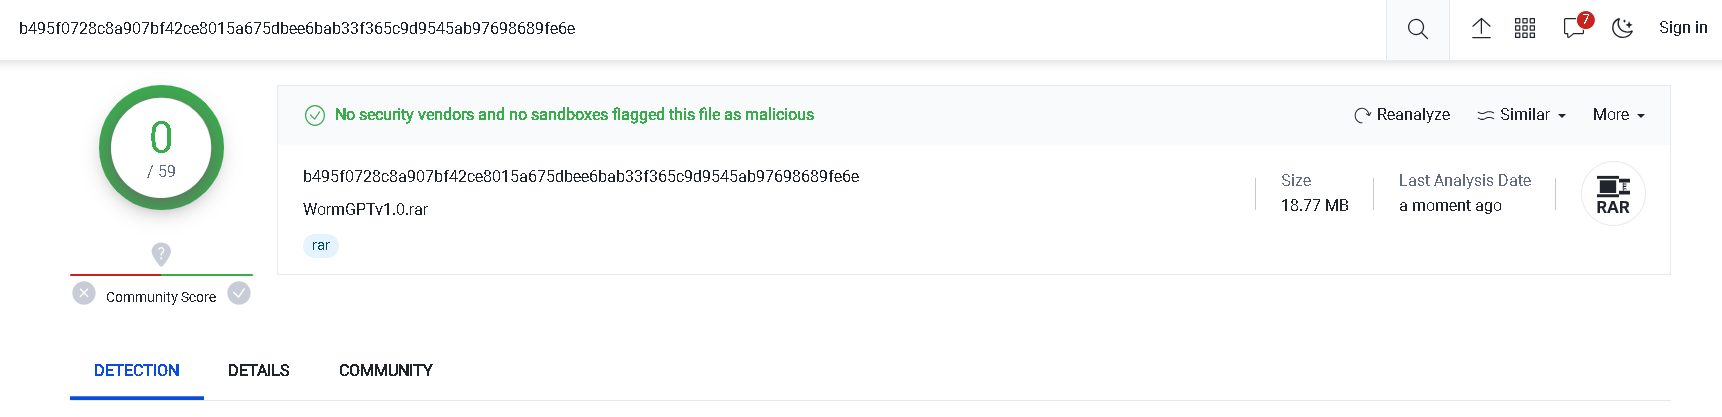 b495f0728c8a907bf42ce8015a675dbee6bab33f365c9d9545ab97698689fe6e
7
Sign in
0
/ 59
?
Community Score
No security vendors and no sandboxes flagged this file as malicious
Reanalyze
Similar
More
b495f0728c8a907bf42ce8015a675dbee6bab33f365c9d9545ab97698689fe6e
WormGPTv1.0.rar
rar
Size
18.77 MB
Last Analysis Date
a moment ago
RAR
DETECTION
DETAILS
COMMUNITY